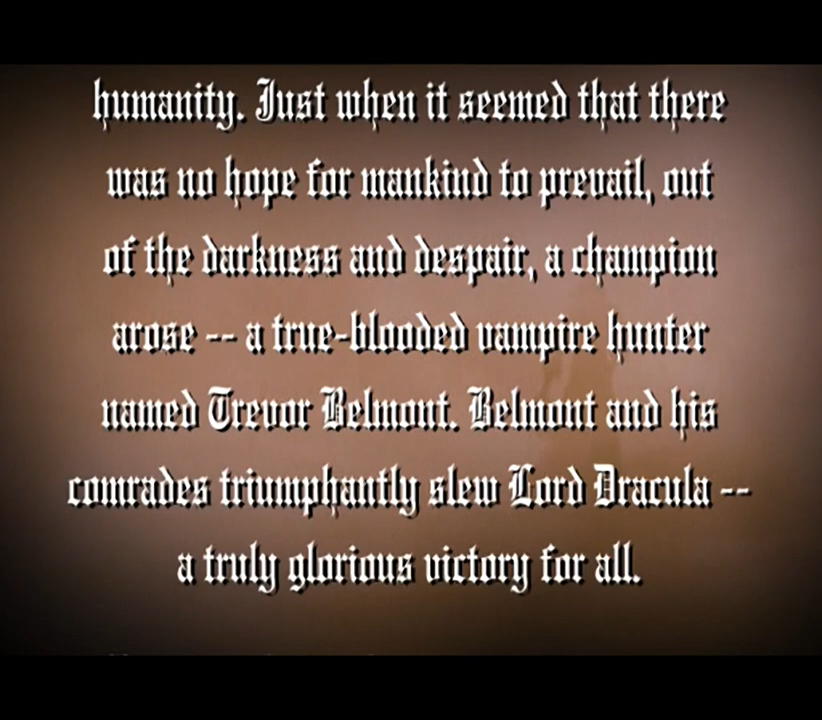 humanity. Just when it seemed that there
was no hope for mankind to prevail, out
of the darkness and despair, a champion
arose -- a true-blooded vampire hunter
named Trevor Belmont. Belmont and his
comrades triumphantly slew Lord Dracula --
a truly glorious victory for all.